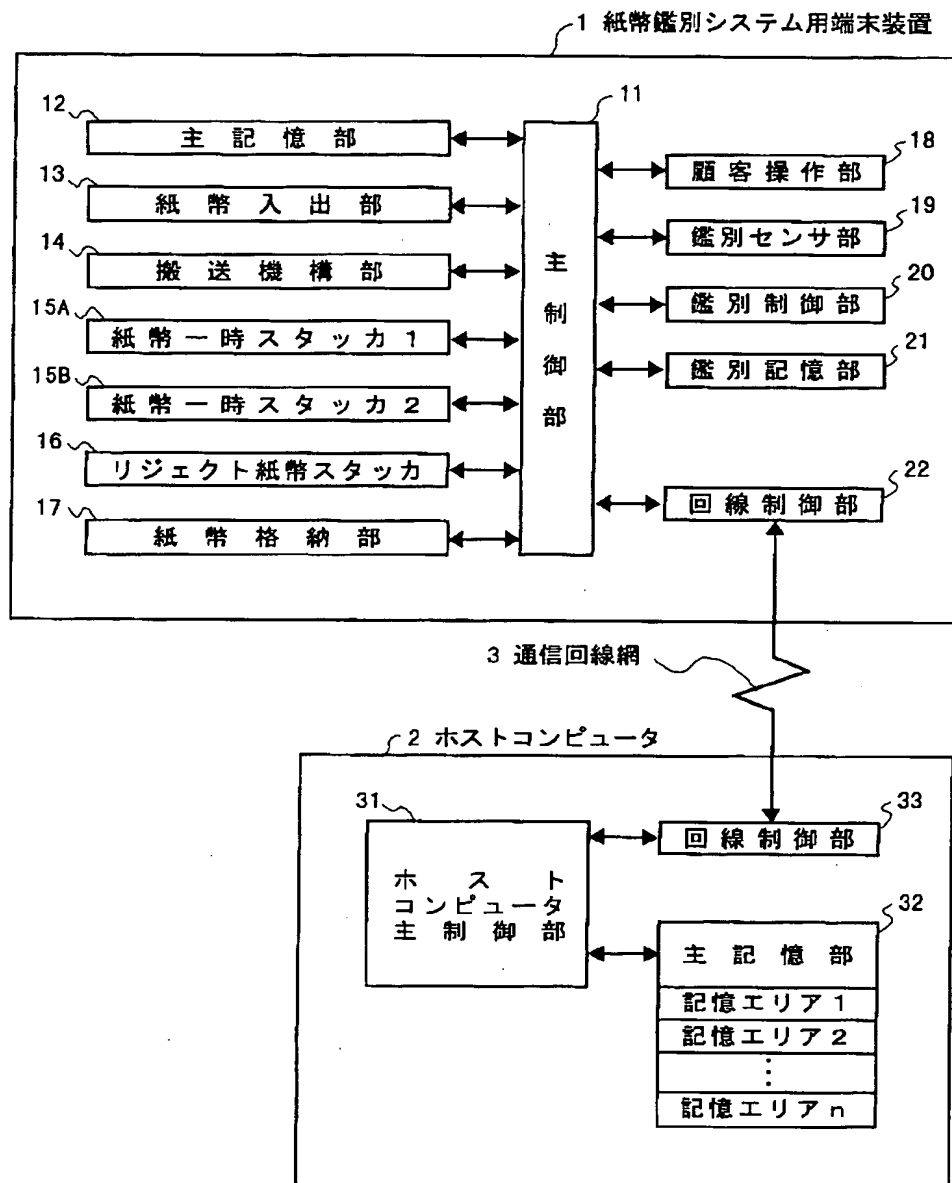 1 紙幣鑑別システム用端末装置
12
主記憶部
13
紙幣入出部
14
搬送機構部
15A
紙幣一時スタッカ1
15B
紙幣一時スタッカ2
16
リジェクト紙幣スタッカ
17
紙幣格納部
11
主制御部
18
顧客操作部
19
鑑別センサ部
20
鑑別制御部
21
鑑別記憶部
22
回線制御部
3 通信回線網
2 ホストコンピュータ
31
ホスト
コンピュータ
主制御部
33
回線制御部
32
主記憶部
記憶エリア1
記憶エリア2
⋮
記憶エリアn